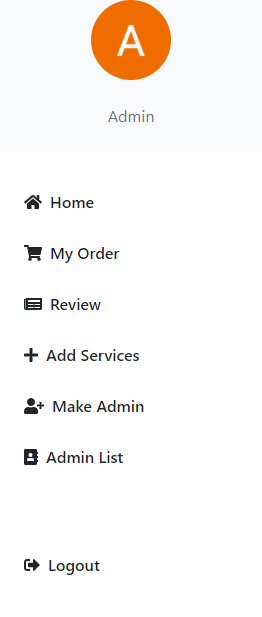 A
Admin
Home
My Order
Review
Add Services
Make Admin
Admin List
Logout